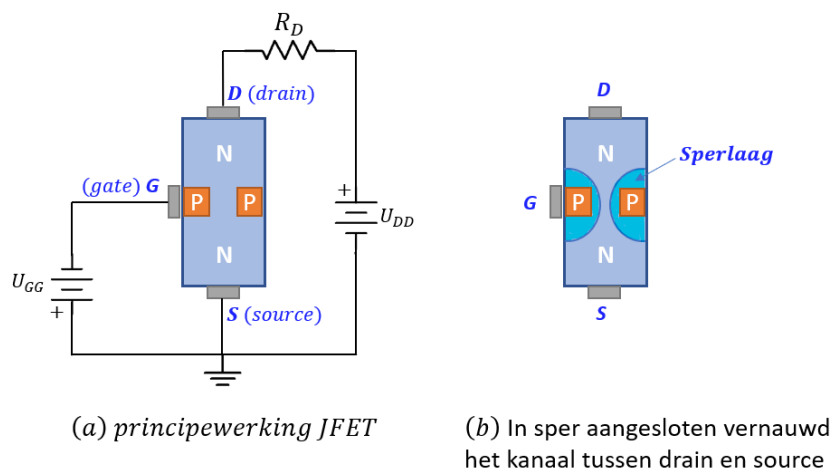 R_D
D (drain)
N
(gate) G
P
P
N
S (source)
U_GG
+
+
U_DD
(a) principewerking JFET
D
N
Sperlaag
G
P
P
N
S
(b) In sper aangesloten vernauwd
het kanaal tussen drain en source